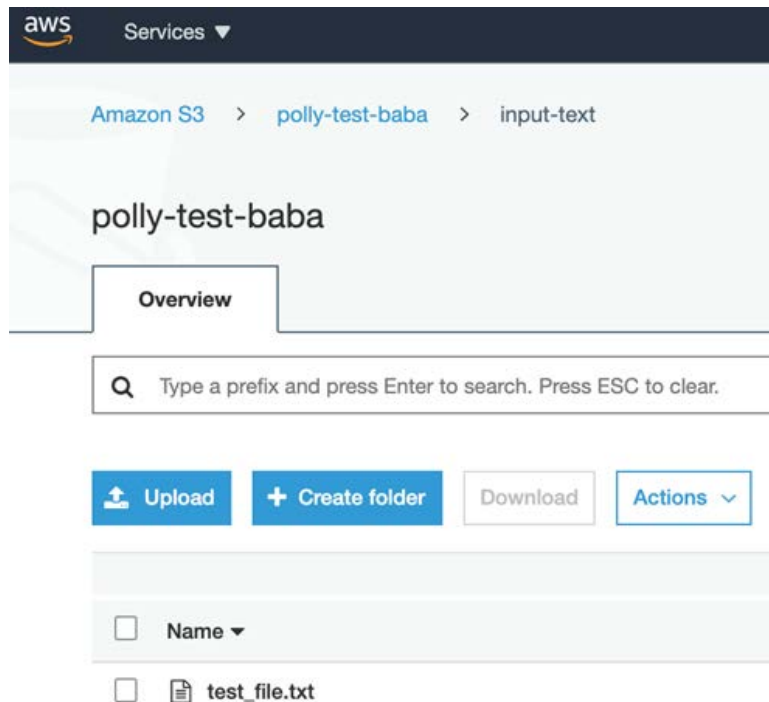 aws Services ▼
Amazon S3 > polly-test-baba > input-text
polly-test-baba
Overview
Type a prefix and press Enter to search. Press ESC to clear.
Upload + Create folder Download Actions
Name
test_file.txt